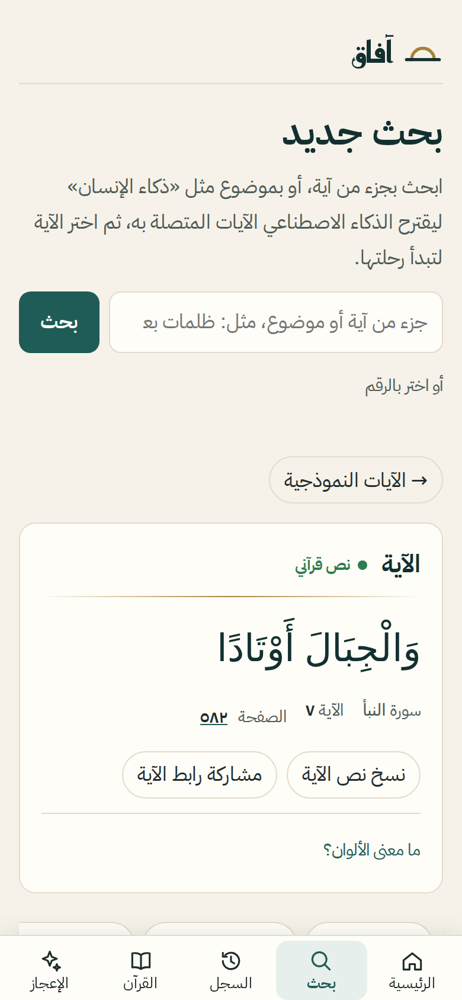 آفاق
بحث جديد
ابحث بجزء من آية، أو بموضوع مثل «ذكاء الإنسان»
ليقترح الذكاء الاصطناعي الآيات المتصلة به، ثم اختر الآية
لتبدأ رحلتها.
جزء من آية أو موضوع، مثل: ظلمات بع
بحث
أو اختر بالرقم
→ الآيات النموذجية
الآية
نص قرآني
وَالْجِبَالَ أَوْتَادًا
سورة النبأ الآية ٧ الصفحة ٥٨٢
نسخ نص الآية
مشاركة رابط الآية
ما معنى الألوان؟
الرئيسية
بحث
السجل
القرآن
الإعجاز